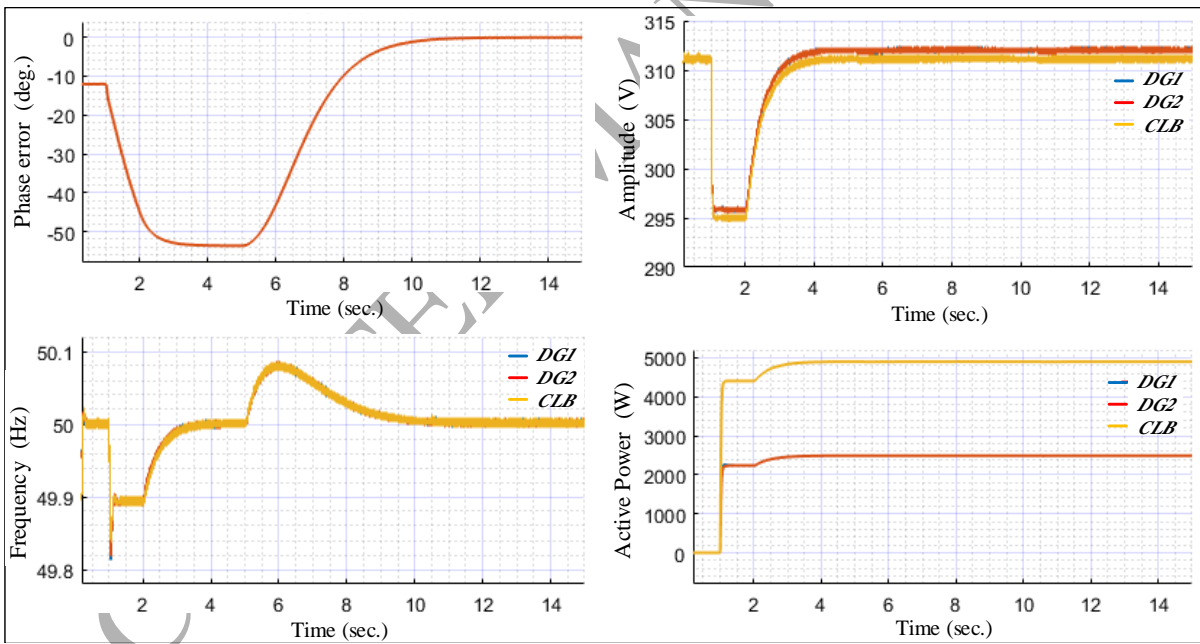 0
-10
-20
-30
-40
-50
Phase error (deg.)
2 4 6 8 10 12 14
Time (sec.)
315
310
305
300
295
290
Amplitude (V)
DG1
DG2
CLB
2 4 6 8 10 12 14
Time (sec.)
50.1
50
49.9
49.8
Frequency (Hz)
DG1
DG2
CLB
2 4 6 8 10 12 14
Time (sec.)
5000
4000
3000
2000
1000
0
Active Power (W)
DG1
DG2
CLB
2 4 6 8 10 12 14
Time (sec.)